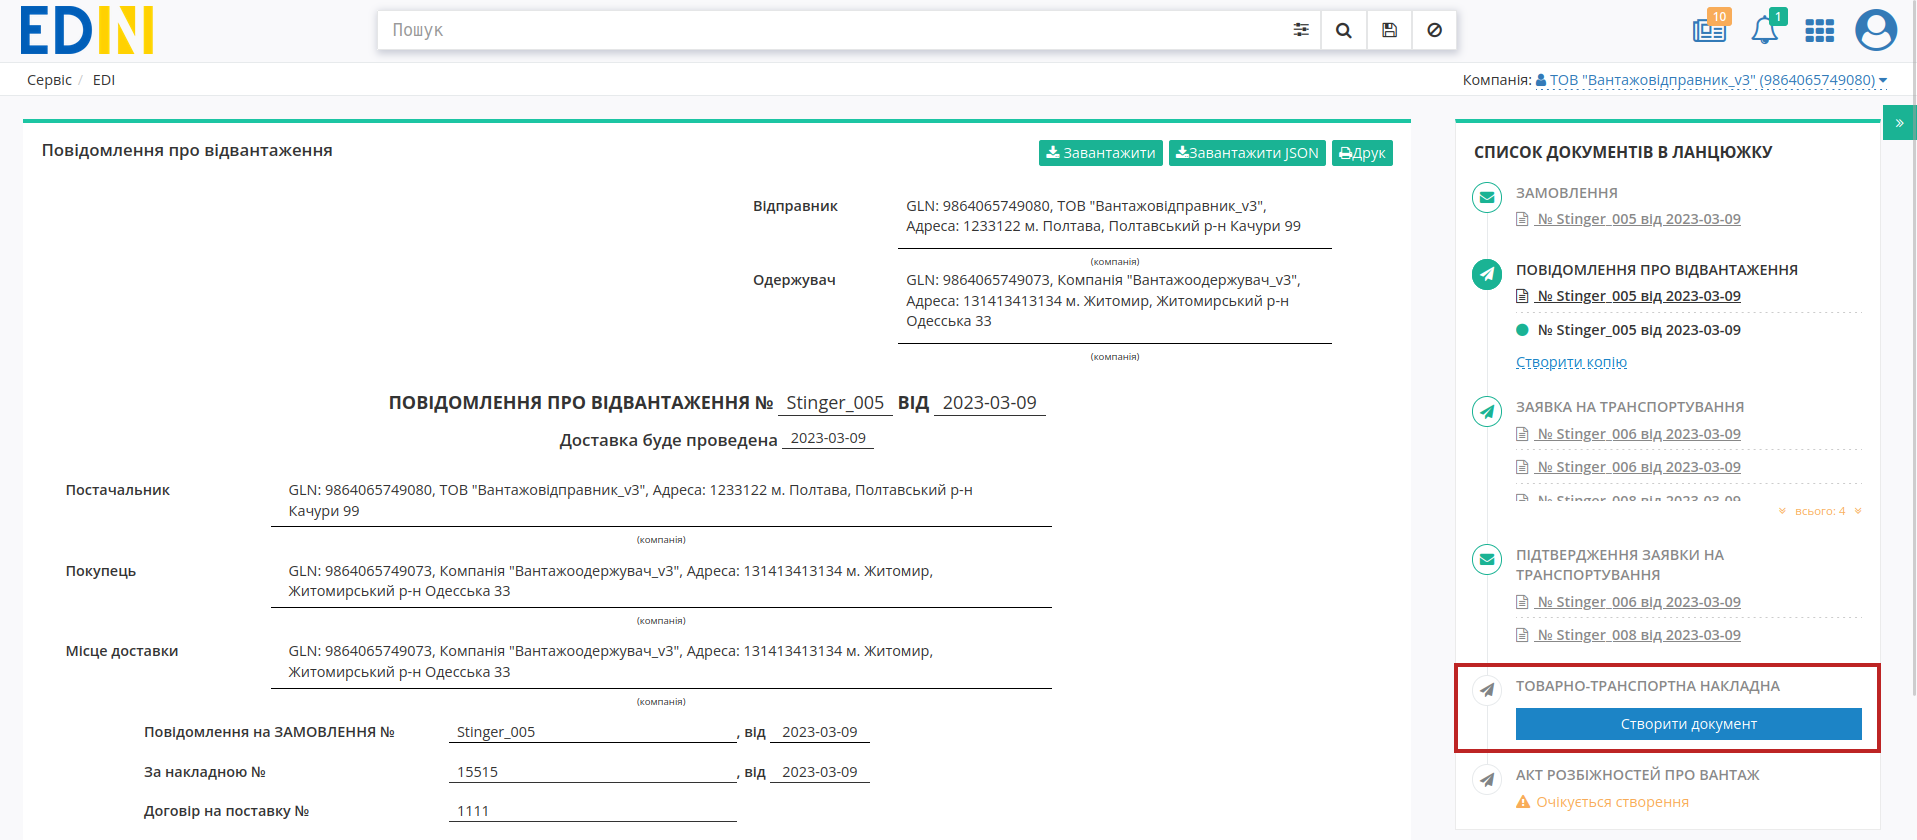 EDIN
Пошук
10
1
Сервіс / EDI
Компанія: ТОВ "Вантажовідправник_v3" (9864065749080)
Повідомлення про відвантаження
Завантажити
Завантажити JSON
Друк
Відправник
GLN: 9864065749080, ТОВ "Вантажовідправник_v3",
Адреса: 1233122 м. Полтава, Полтавський р-н Качури 99
(компанія)
Одержувач
GLN: 9864065749073, Компанія "Вантажоодержувач_v3",
Адреса: 131413413134 м. Житомир, Житомирський р-н
Одесська 33
(компанія)
ПОВІДОМЛЕННЯ ПРО ВІДВАНТАЖЕННЯ № Stinger_005 ВІД 2023-03-09
Доставка буде проведена 2023-03-09
Постачальник
GLN: 9864065749080, ТОВ "Вантажовідправник_v3", Адреса: 1233122 м. Полтава, Полтавський р-н
Качури 99
(компанія)
Покупець
GLN: 9864065749073, Компанія "Вантажоодержувач_v3", Адреса: 131413413134 м. Житомир,
Житомирський р-н Одесська 33
(компанія)
Місце доставки
GLN: 9864065749073, Компанія "Вантажоодержувач_v3", Адреса: 131413413134 м. Житомир,
Житомирський р-н Одесська 33
(компанія)
Повідомлення на ЗАМОВЛЕННЯ № Stinger_005 , від 2023-03-09
За накладною № 15515 , від 2023-03-09
Договір на поставку № 1111
»
СПИСОК ДОКУМЕНТІВ В ЛАНЦЮЖКУ
ЗАМОВЛЕННЯ
№ Stinger_005 від 2023-03-09
ПОВІДОМЛЕННЯ ПРО ВІДВАНТАЖЕННЯ
№ Stinger_005 від 2023-03-09
№ Stinger_005 від 2023-03-09
Створити копію
ЗАЯВКА НА ТРАНСПОРТУВАННЯ
№ Stinger_006 від 2023-03-09
№ Stinger_006 від 2023-03-09
№ Stinger_008 від 2023-03-09
всього: 4
ПІДТВЕРДЖЕННЯ ЗАЯВКИ НА
ТРАНСПОРТУВАННЯ
№ Stinger_006 від 2023-03-09
№ Stinger_008 від 2023-03-09
ТОВАРНО-ТРАНСПОРТНА НАКЛАДНА
Створити документ
АКТ РОЗБІЖНОСТЕЙ ПРО ВАНТАЖ
Очікується створення